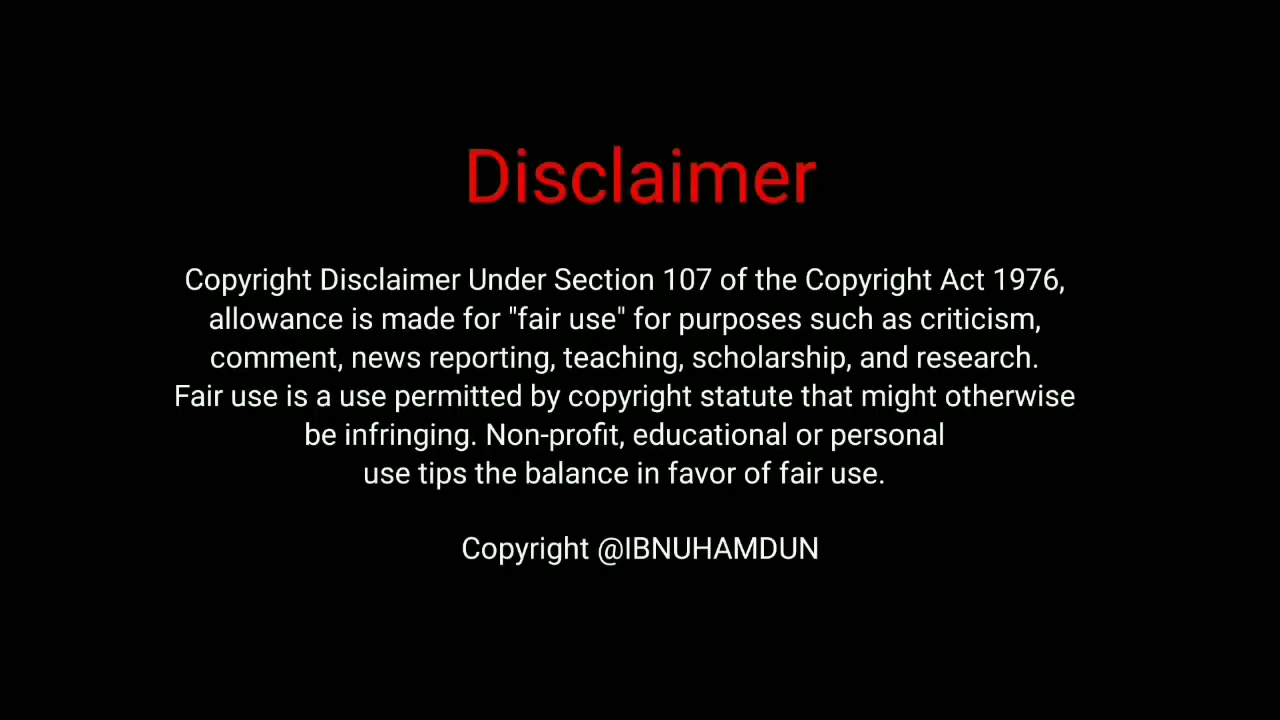 Disclaimer
Copyright Disclaimer Under Section 107 of the Copyright Act 1976,
allowance is made for "fair use" for purposes such as criticism,
comment, news reporting, teaching, scholarship, and research.
Fair use is a use permitted by copyright statute that might otherwise
be infringing. Non-profit, educational or personal
use tips the balance in favor of fair use.
Copyright @IBNUHAMDUN